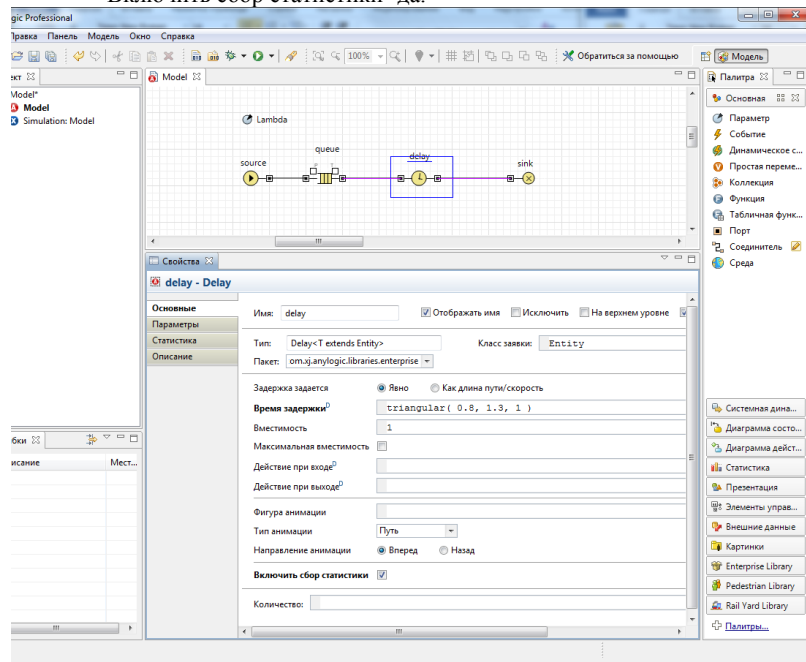 Включить сбор статистики -да.
gic Professional
Правка Панель Модель Окно Справка
100%
Обратиться за помощью
Модель
ект
Model*
Model
Simulation: Model
Model
Lambda
source
queue
delay
sink
Палитра
Основная
Параметр
Событие
Динамическое с...
Простая переме...
Коллекция
Функция
Табличная функ...
Порт
Соединитель
Среда
Свойства
delay - Delay
Основные
Параметры
Статистика
Описание
Имя: delay Отображать имя Исключить На верхнем уровне
Тип: Delay<T extends Entity> Класс заявки: Entity
Пакет: om.xj.anylogic.libraries.enterprise
Задержка задается Явно Как длина пути/скорость
Время задержки triangular( 0.8, 1.3, 1 )
Вместимость 1
Максимальная вместимость
Действие при входе
Действие при выходе
Фигура анимации
Тип анимации Путь
Направление анимации Вперед Назад
Включить сбор статистики
Количество:
бки
исание Мест...
Системная дина...
Диаграмма состо...
Диаграмма дейст...
Статистика
Презентация
Элементы управ...
Внешние данные
Картинки
Enterprise Library
Pedestrian Library
Rail Yard Library
Палитры...